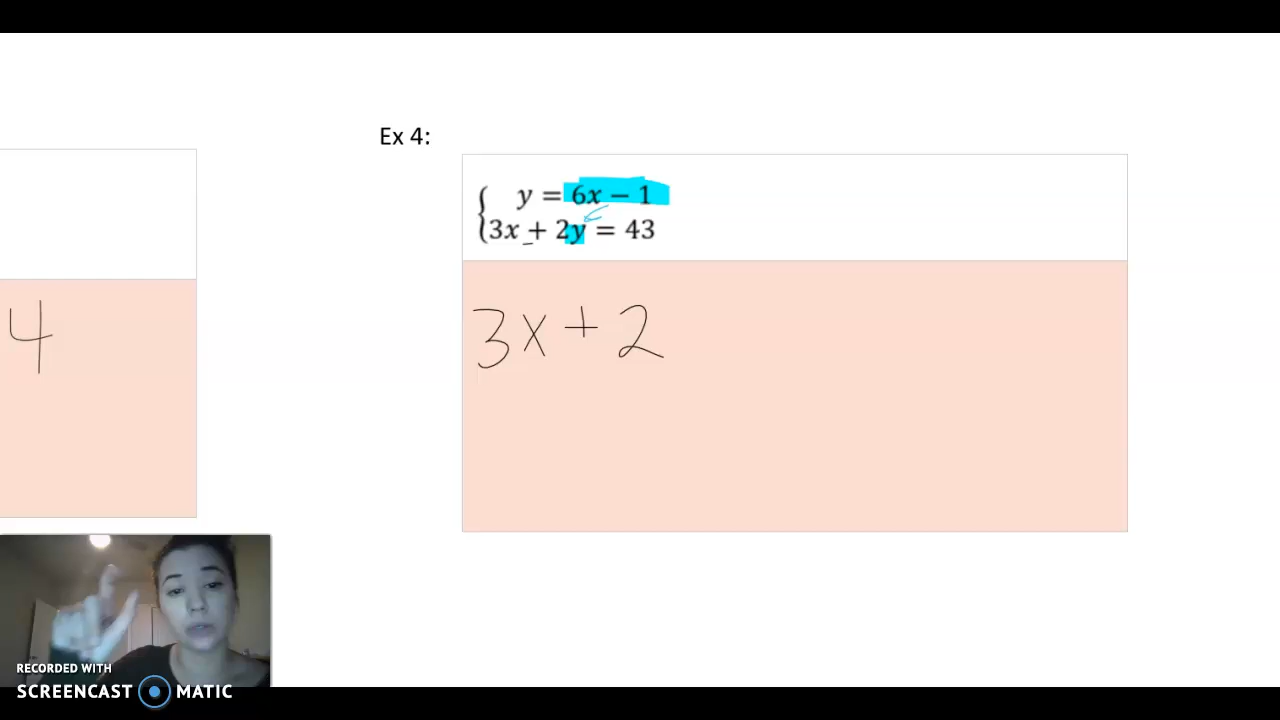 Ex 4:
y = 6x − 1
3x + 2y = 43
4
3x + 2
RECORDED WITH
SCREENCAST MATIC